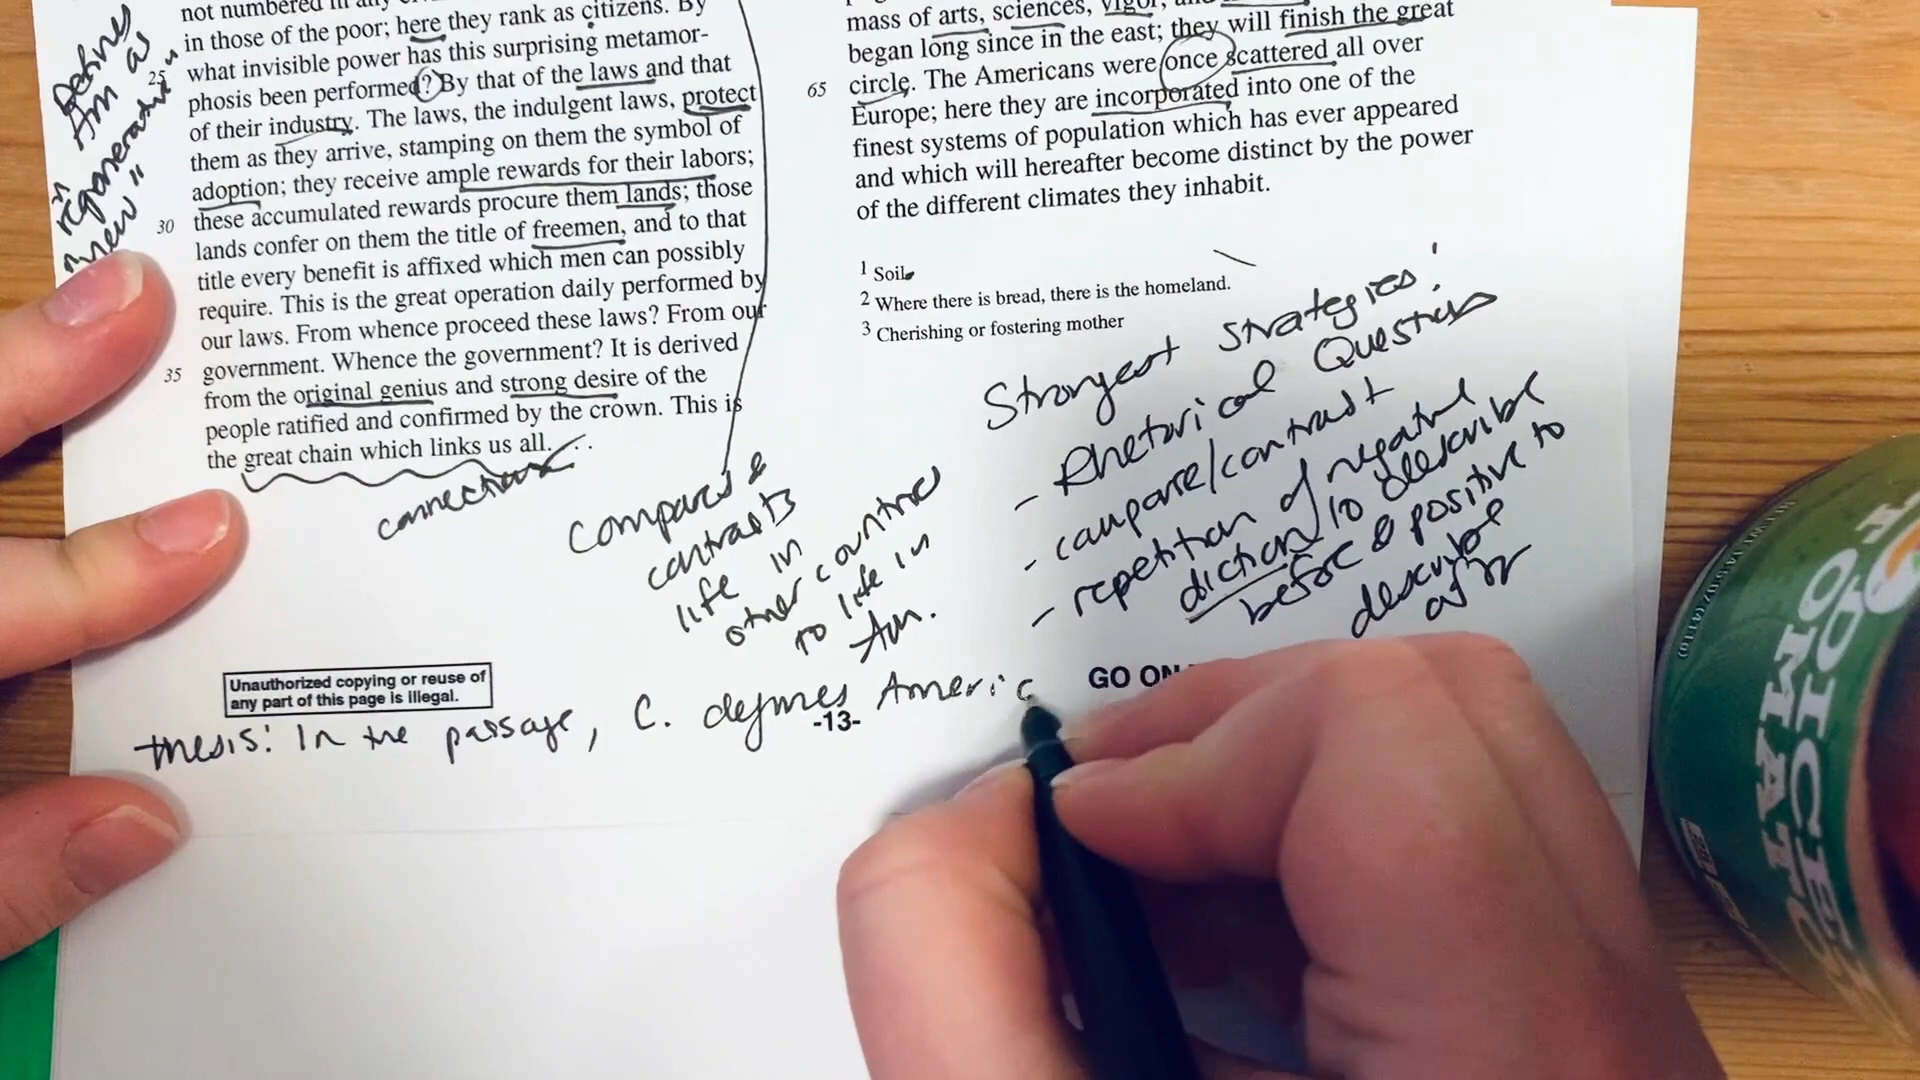 Defines
Am as
"regenerative
new"
not numbered in any
in those of the poor; here they rank as citizens. By
25 what invisible power has this surprising metamor-
phosis been performed? By that of the laws and that
of their industry. The laws, the indulgent laws, protect
them as they arrive, stamping on them the symbol of
adoption; they receive ample rewards for their labors;
30 these accumulated rewards procure them lands; those
lands confer on them the title of freemen, and to that
title every benefit is affixed which men can possibly
require. This is the great operation daily performed by
our laws. From whence proceed these laws? From our
35 government. Whence the government? It is derived
from the original genius and strong desire of the
people ratified and confirmed by the crown. This is
the great chain which links us all. . .
connection
Compares &
contrasts
life in
other countries
to life in
Am.
mass of arts, sciences, vigor,
began long since in the east; they will finish the great
65 circle. The Americans were once scattered all over
Europe; here they are incorporated into one of the
finest systems of population which has ever appeared
and which will hereafter become distinct by the power
of the different climates they inhabit.
1 Soil
2 Where there is bread, there is the homeland.
3 Cherishing or fostering mother
Strongest Strategies:
- Rhetorical Questions
- compare/contrast
- repetition of negative
diction to describe
before & positive to
describe
after
GO ON
Unauthorized copying or reuse of
any part of this page is illegal.
-13-
thesis: In the passage, C. defines Americ
DICED
TOMATO